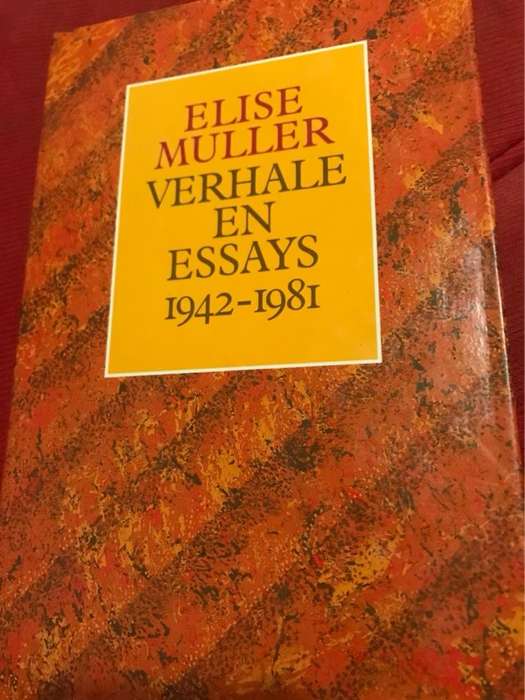 ELISE
MULLER
VERHALE
EN
ESSAYS
1942-1981